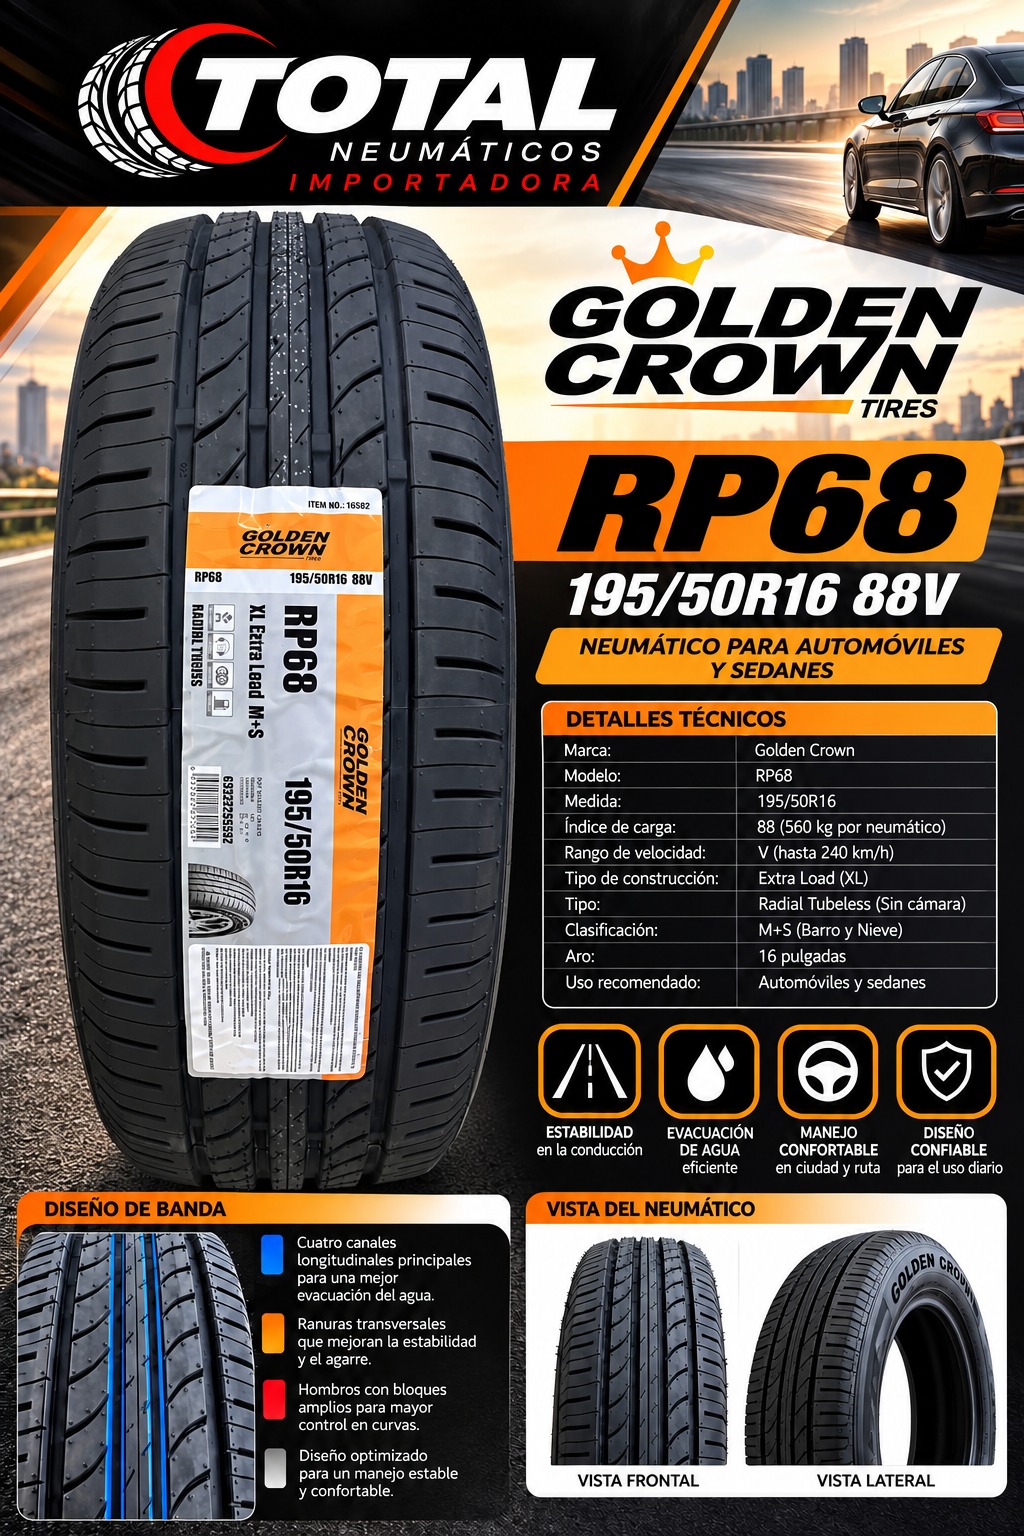 TOTAL
NEUMÁTICOS
IMPORTADORA
GOLDEN
CROWN
TIRES
RP68
195/50R16 88V
NEUMÁTICO PARA AUTOMÓVILES
Y SEDANES
ITEM NO.: 16582
GOLDEN
CROWN
TIRES
RP68 195/50R16 88V
RP68 195/50R16
XL Extra Load M+S
RADIAL TUBELESS
GOLDEN
CROWN
DETALLES TÉCNICOS
Marca: Golden Crown
Modelo: RP68
Medida: 195/50R16
Índice de carga: 88 (560 kg por neumático)
Rango de velocidad: V (hasta 240 km/h)
Tipo de construcción: Extra Load (XL)
Tipo: Radial Tubeless (Sin cámara)
Clasificación: M+S (Barro y Nieve)
Aro: 16 pulgadas
Uso recomendado: Automóviles y sedanes
ESTABILIDAD
en la conducción
EVACUACIÓN
DE AGUA
eficiente
MANEJO
CONFORTABLE
en ciudad y ruta
DISEÑO
CONFIABLE
para el uso diario
DISEÑO DE BANDA
Cuatro canales
longitudinales principales
para una mejor
evacuación del agua.
Ranuras transversales
que mejoran la estabilidad
y el agarre.
Hombros con bloques
amplios para mayor
control en curvas.
Diseño optimizado
para un manejo estable
y confortable.
VISTA DEL NEUMÁTICO
GOLDEN CROWN
VISTA FRONTAL
VISTA LATERAL